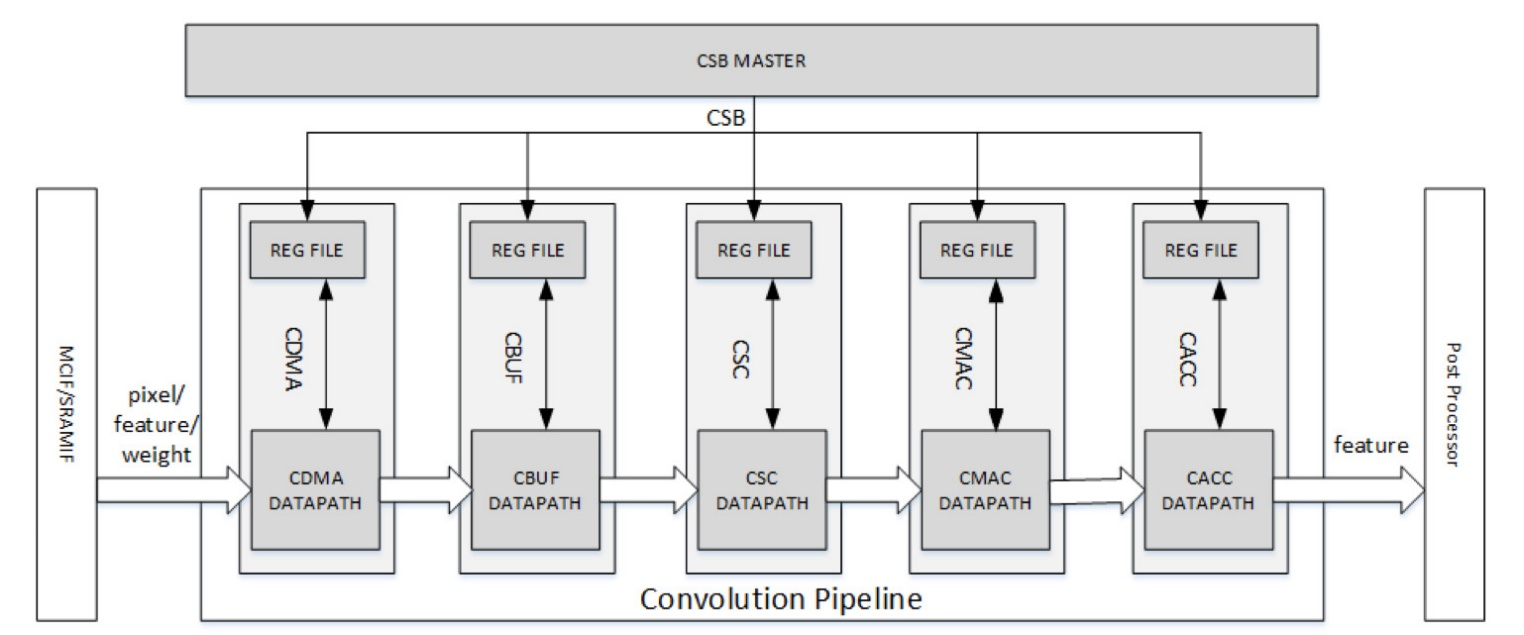 CSB MASTER
CSB
REG FILE
REG FILE
REG FILE
REG FILE
REG FILE
MCIF/SRAMIF
pixel/
feature/
weight
CDMA
CBUF
CSC
CMAC
CACC
Post Processor
feature
CDMA
DATAPATH
CBUF
DATAPATH
CSC
DATAPATH
CMAC
DATAPATH
CACC
DATAPATH
Convolution Pipeline